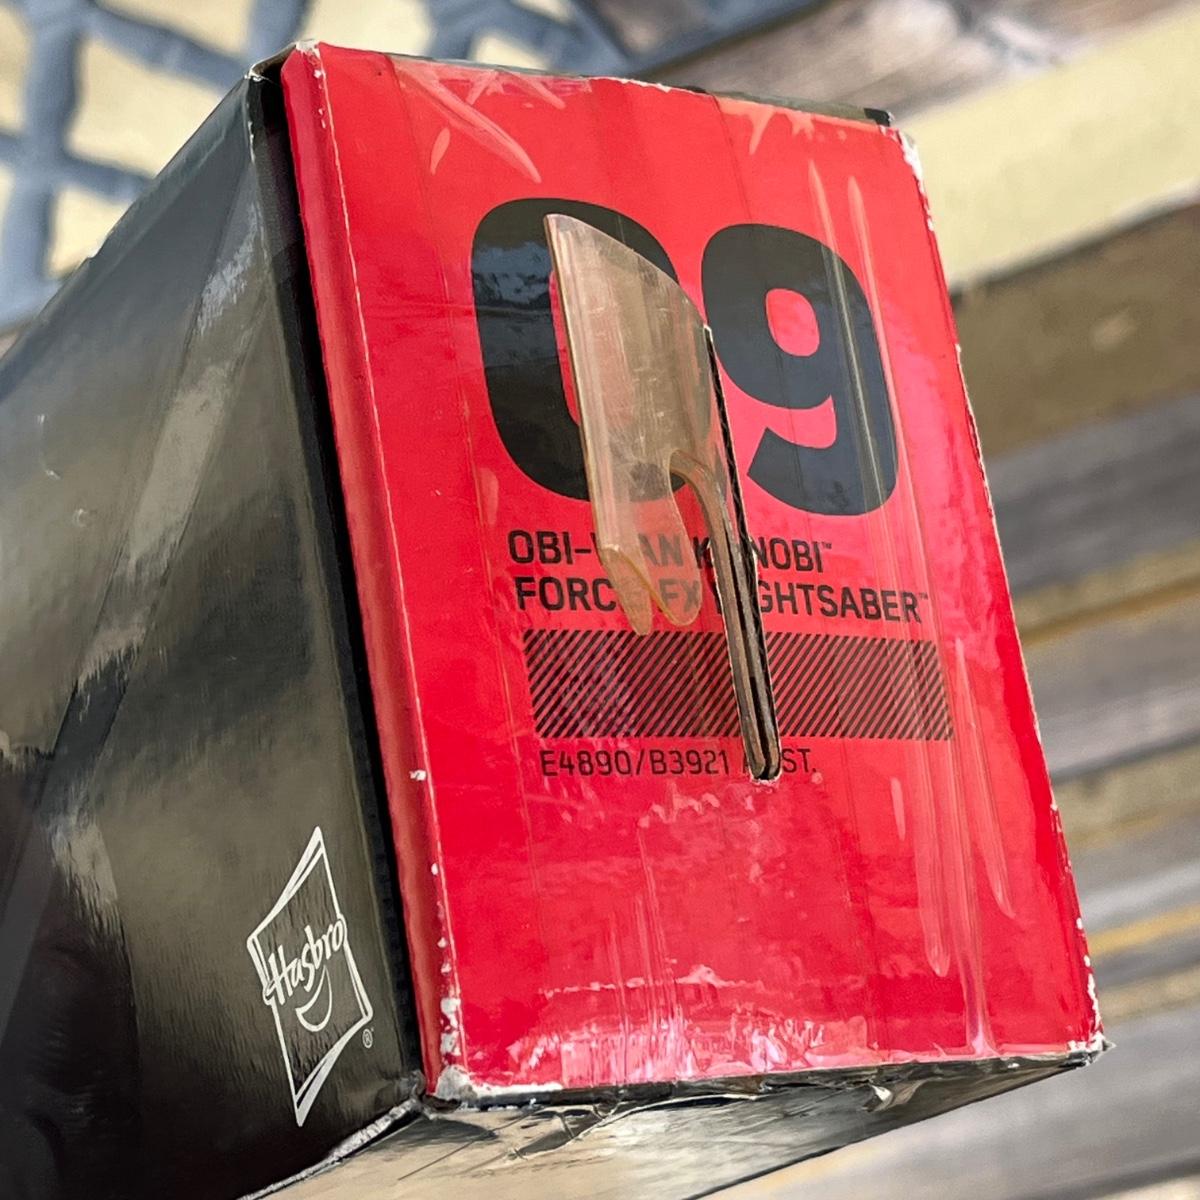 09
OBI-WAN KENOBI™
FORCE FX LIGHTSABER™
E4890/B3921 ASST.
Hasbro
®